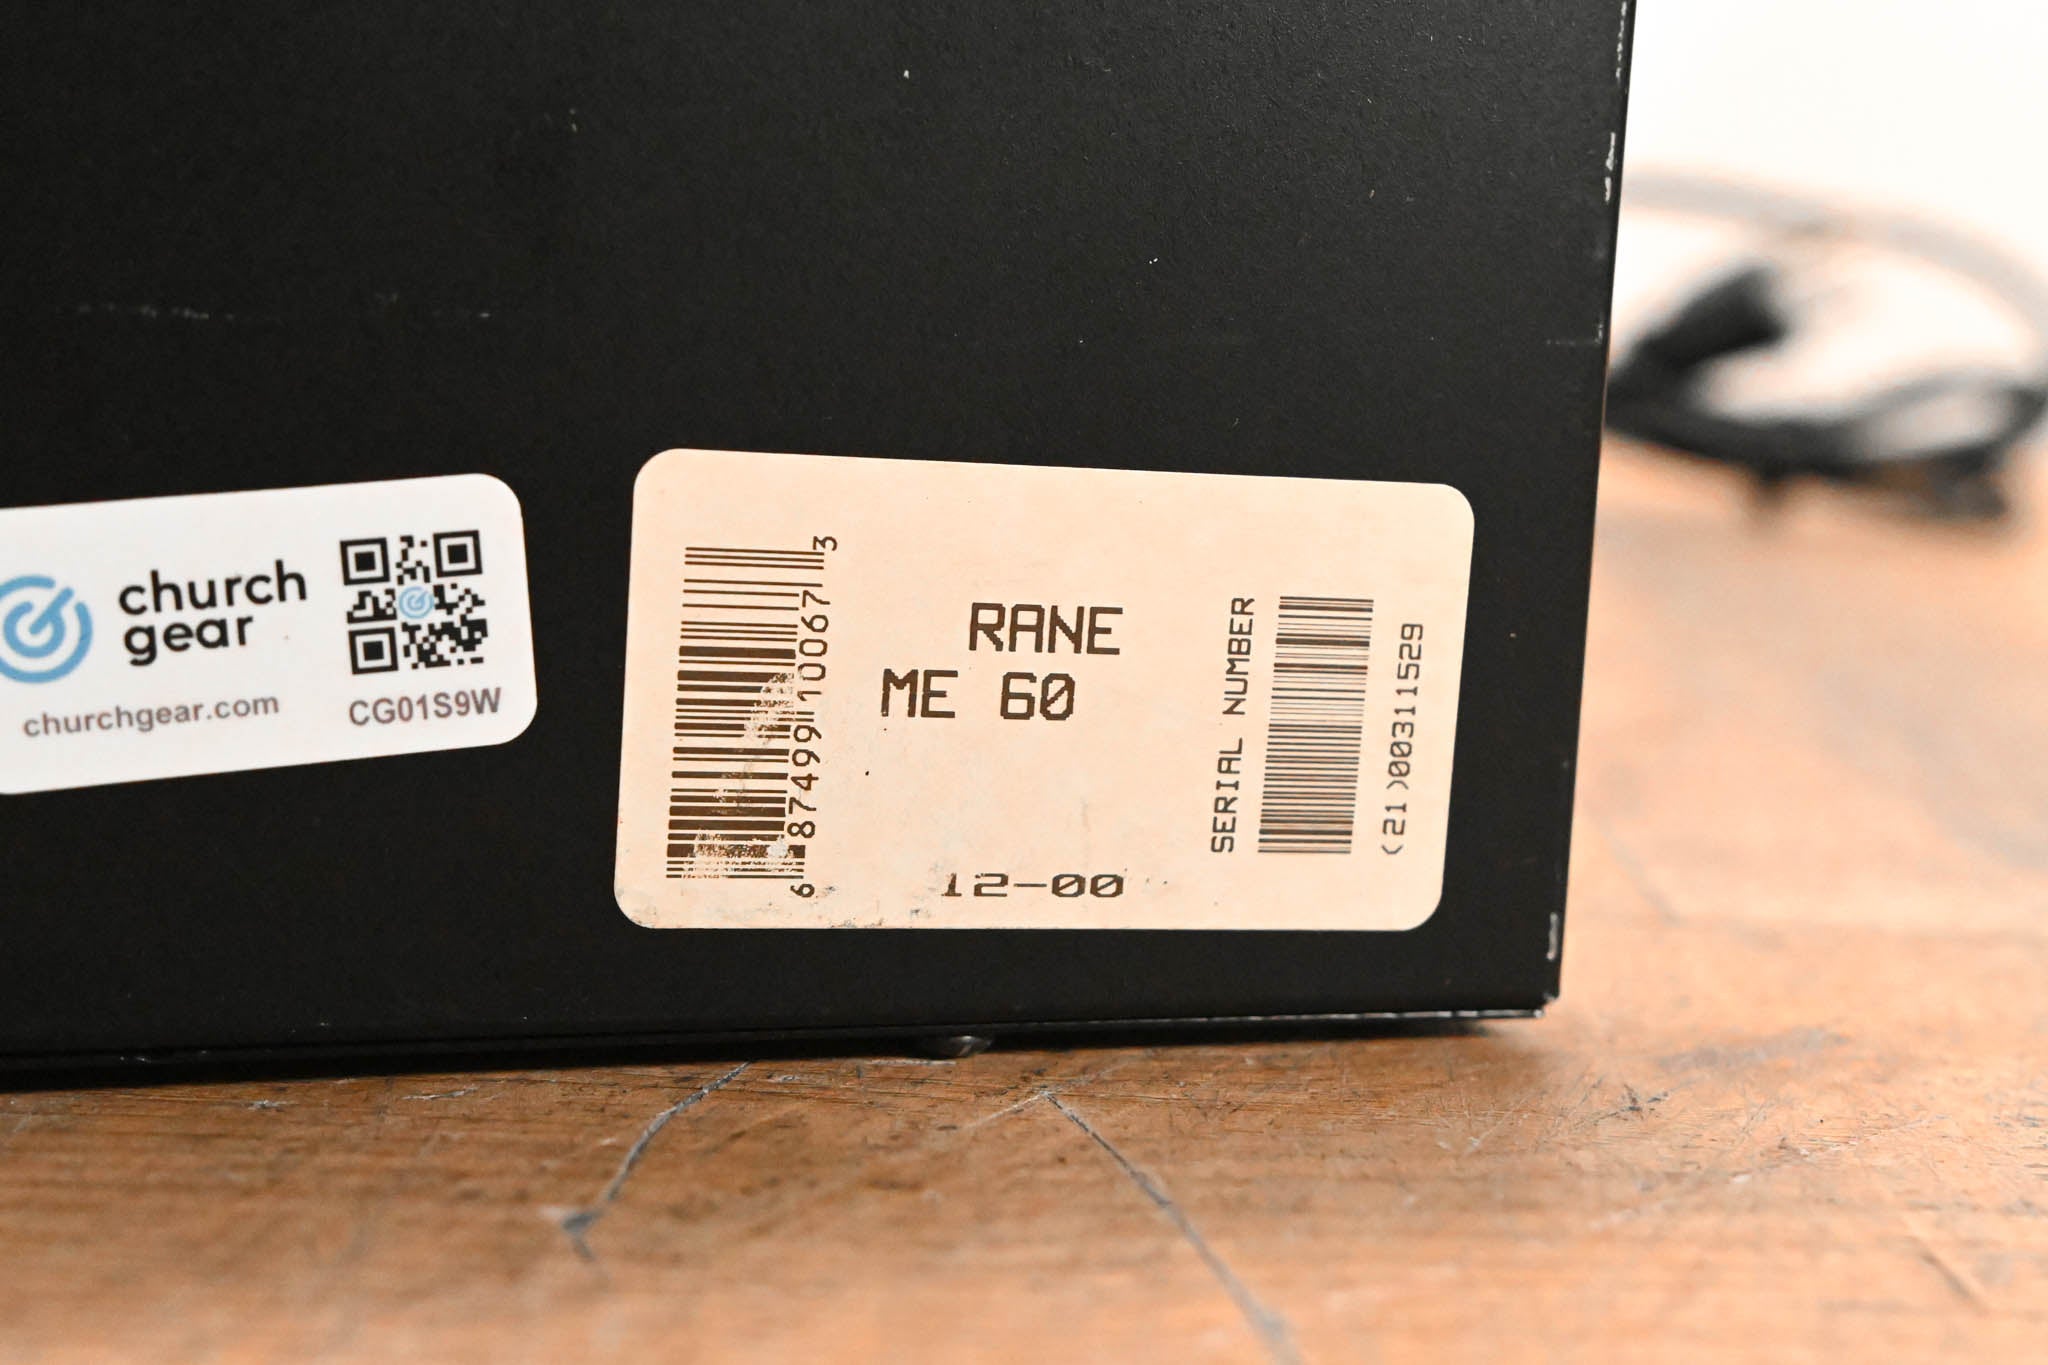 church
gear
churchgear.com
CG01S9W
6 87499 10067 3
RANE
ME 60
12-00
SERIAL NUMBER
(21)00311529